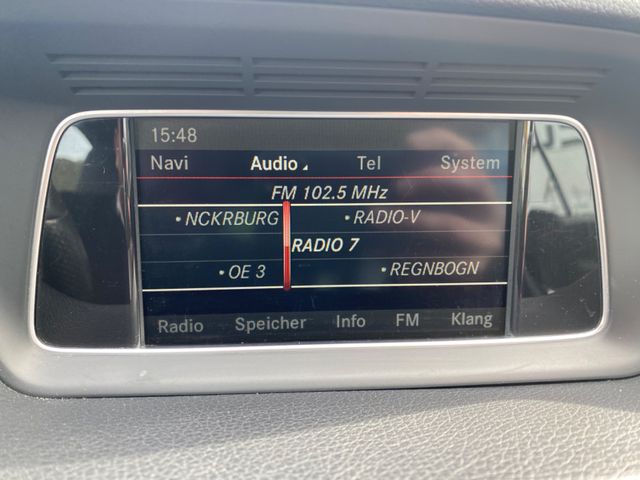 15:48
Navi Audio Tel System
FM 102.5 MHz
• NCKRBURG • RADIO-V
RADIO 7
• OE 3 • REGNBOGN
Radio Speicher Info FM Klang